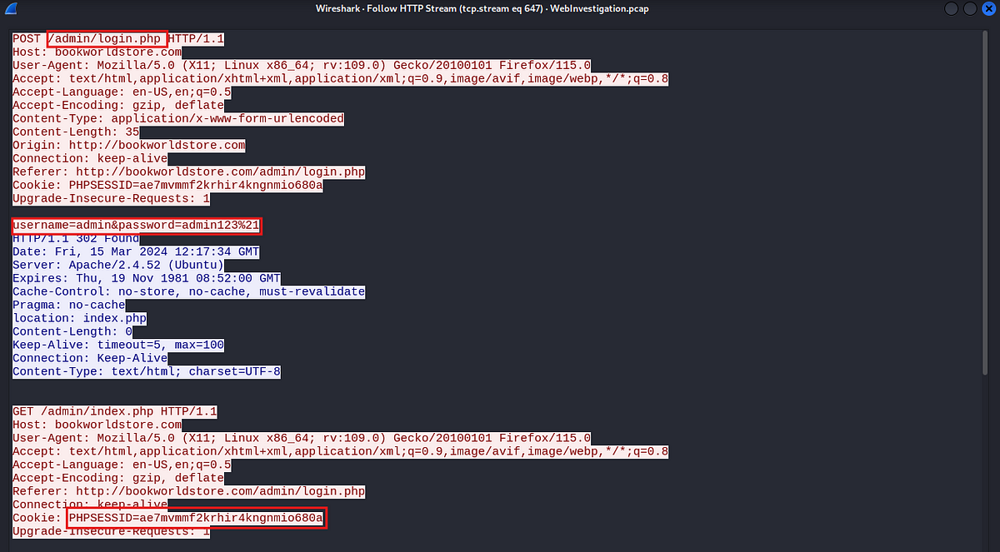 Wireshark · Follow HTTP Stream (tcp.stream eq 647) · WebInvestigation.pcap
POST /admin/login.php HTTP/1.1
Host: bookworldstore.com
User-Agent: Mozilla/5.0 (X11; Linux x86_64; rv:109.0) Gecko/20100101 Firefox/115.0
Accept: text/html,application/xhtml+xml,application/xml;q=0.9,image/avif,image/webp,*/*;q=0.8
Accept-Language: en-US,en;q=0.5
Accept-Encoding: gzip, deflate
Content-Type: application/x-www-form-urlencoded
Content-Length: 35
Origin: http://bookworldstore.com
Connection: keep-alive
Referer: http://bookworldstore.com/admin/login.php
Cookie: PHPSESSID=ae7mvmmf2krhir4kngnmio680a
Upgrade-Insecure-Requests: 1
username=admin&password=admin123%21
HTTP/1.1 302 Found
Date: Fri, 15 Mar 2024 12:17:34 GMT
Server: Apache/2.4.52 (Ubuntu)
Expires: Thu, 19 Nov 1981 08:52:00 GMT
Cache-Control: no-store, no-cache, must-revalidate
Pragma: no-cache
location: index.php
Content-Length: 0
Keep-Alive: timeout=5, max=100
Connection: Keep-Alive
Content-Type: text/html; charset=UTF-8
GET /admin/index.php HTTP/1.1
Host: bookworldstore.com
User-Agent: Mozilla/5.0 (X11; Linux x86_64; rv:109.0) Gecko/20100101 Firefox/115.0
Accept: text/html,application/xhtml+xml,application/xml;q=0.9,image/avif,image/webp,*/*;q=0.8
Accept-Language: en-US,en;q=0.5
Accept-Encoding: gzip, deflate
Referer: http://bookworldstore.com/admin/login.php
Connection: keep-alive
Cookie: PHPSESSID=ae7mvmmf2krhir4kngnmio680a
Upgrade-Insecure-Requests: 1